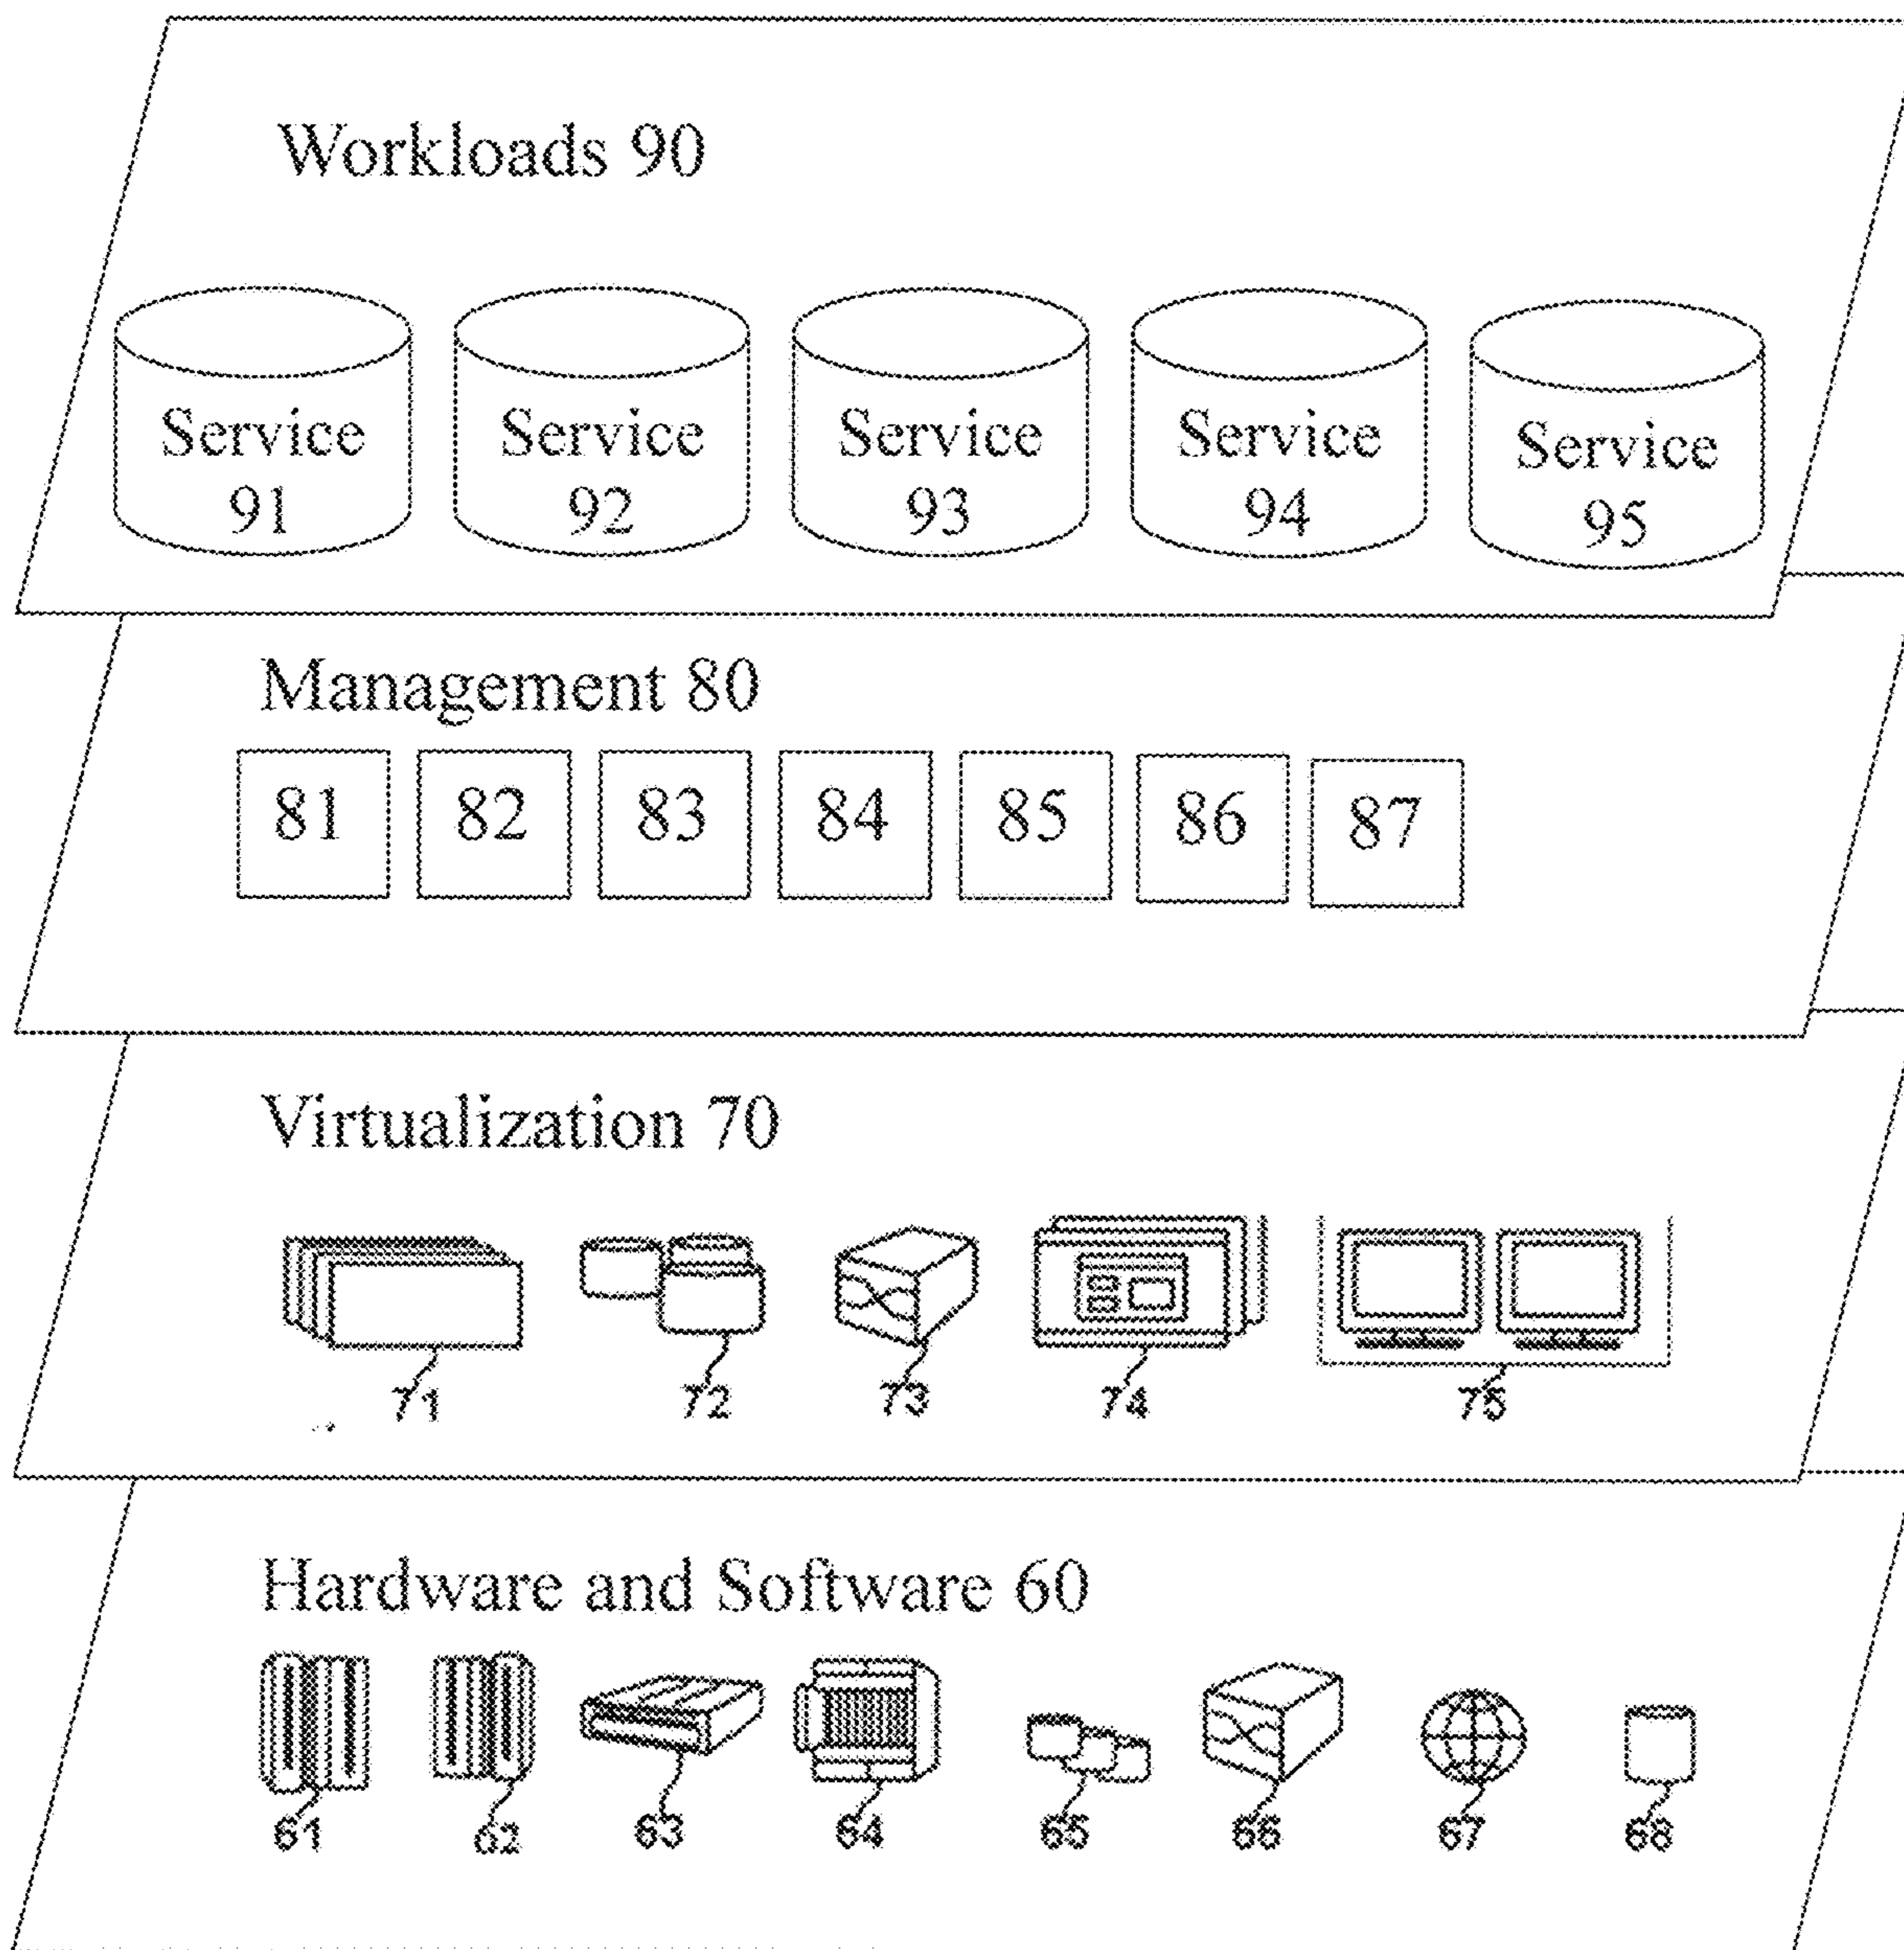 Workloads 90
Service 91
Service 92
Service 93
Service 94
Service 95
Management 80
81 82 83 84 85 86 87
Virtualization 70
71 72 73 74 75
Hardware and Software 60
61 62 63 64 65 66 67 68